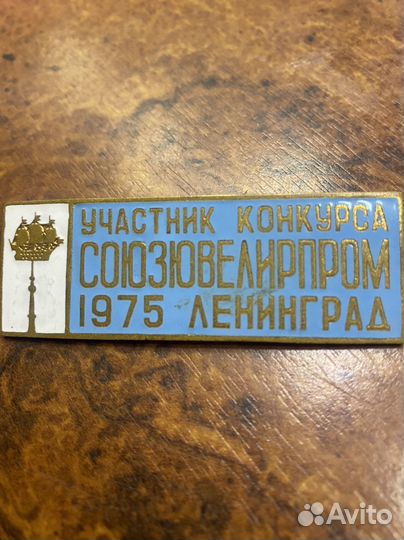 УЧАСТНИК КОНКУРСА
СОЮЗЮВЕЛИРПРОМ
1975 ЛЕНИНГРАД
Avito